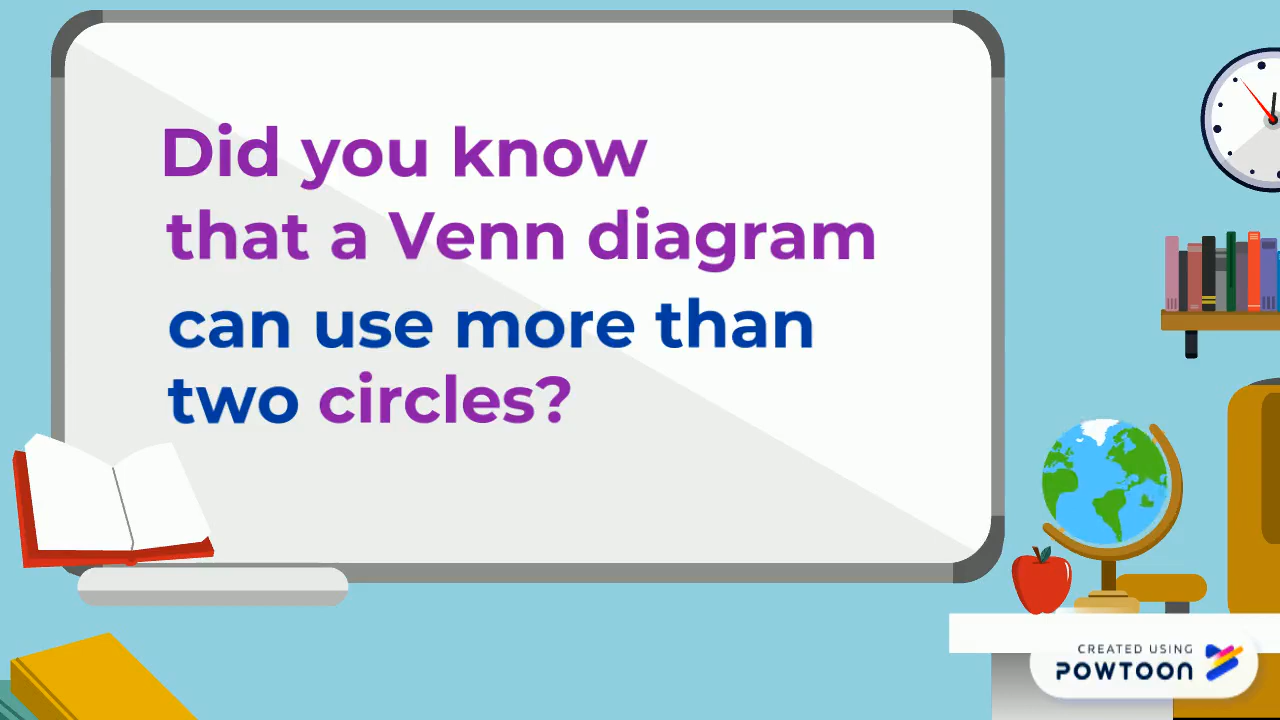 Did you know
that a Venn diagram
can use more than
two circles?
CREATED USING
POWTOON